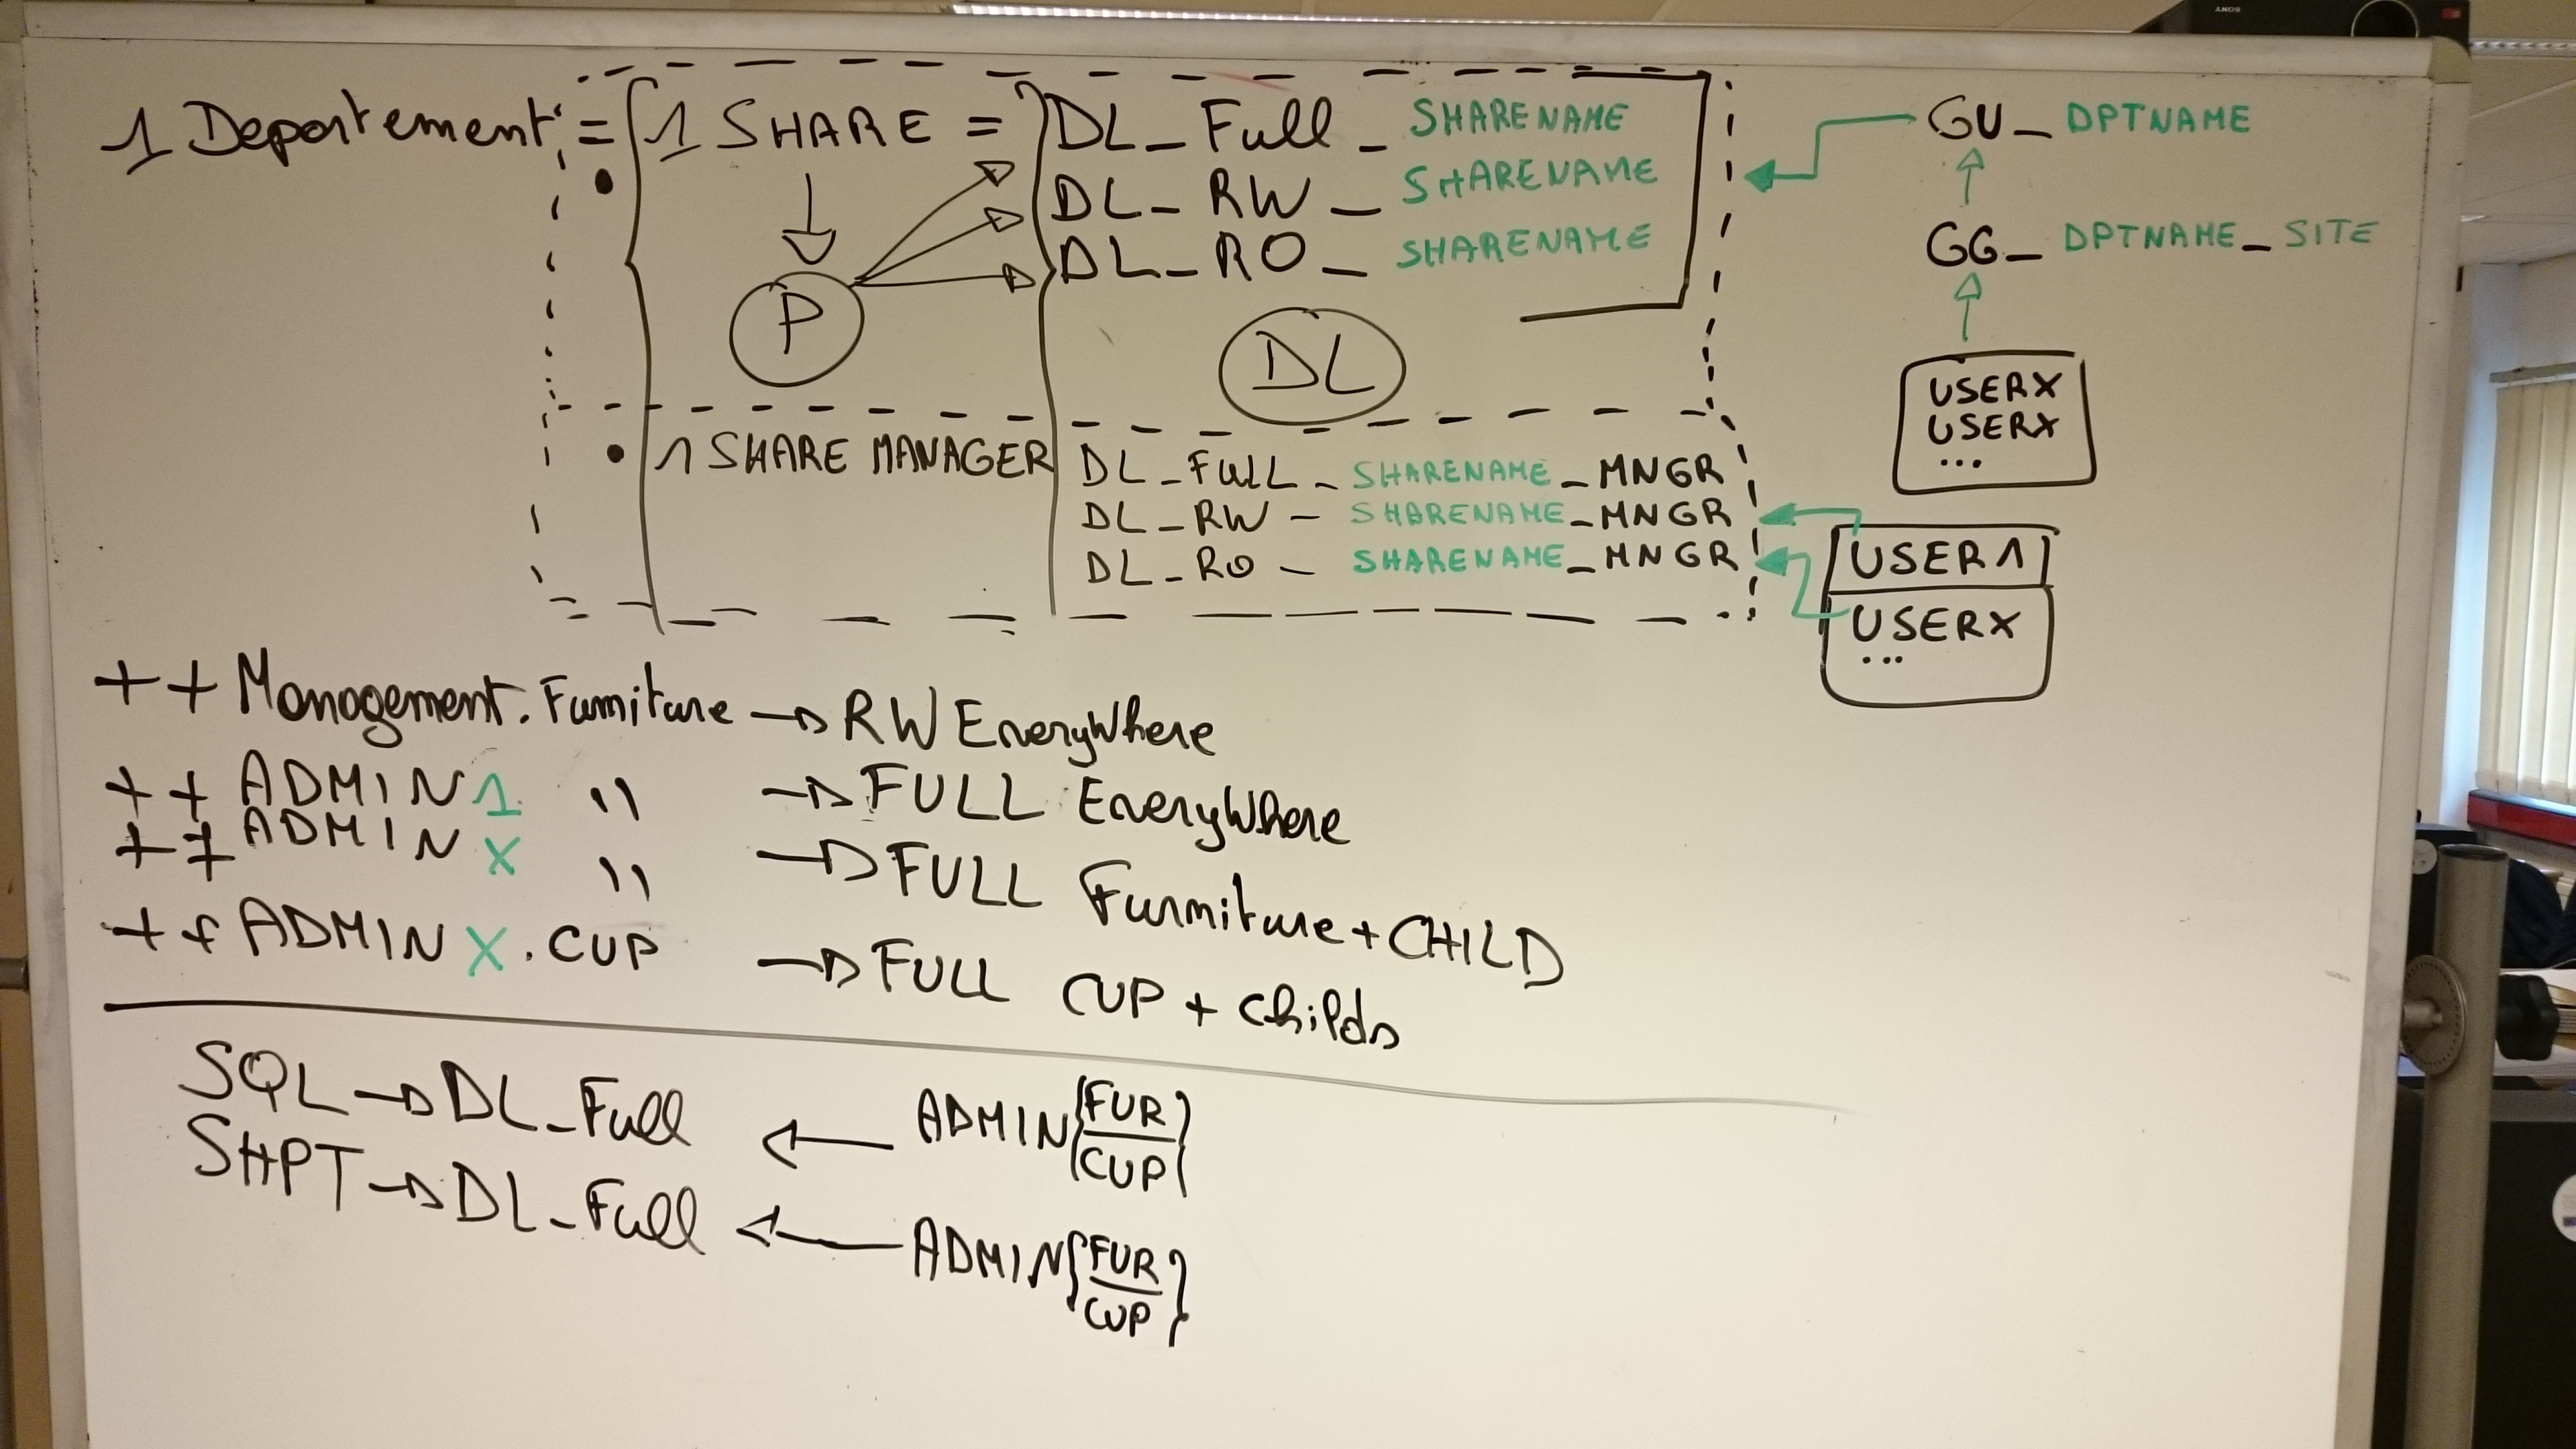 1 Departement = 1 SHARE = DL_Full_SHARENAME
DL_RW_SHARENAME
DL_RO_SHARENAME
P
DL
GU_DPTNAME
GG_DPTNAME_SITE
USERX
USERX
...
• 1 SHARE MANAGER DL_FULL_SHARENAME_MNGR
DL_RW_SHARENAME_MNGR
DL_RO_SHARENAME_MNGR
USER1
USERX
...
++ Management.Furniture → RW EveryWhere
++ ADMIN1 " → FULL EveryWhere
++ ADMIN X " → FULL Furniture + CHILD
++ ADMIN X.CUP → FULL CUP + Childs
SQL → DL_Full ← ADMIN {FUR
CUP}
SHPT → DL_Full ← ADMIN {FUR
CUP}
SONY